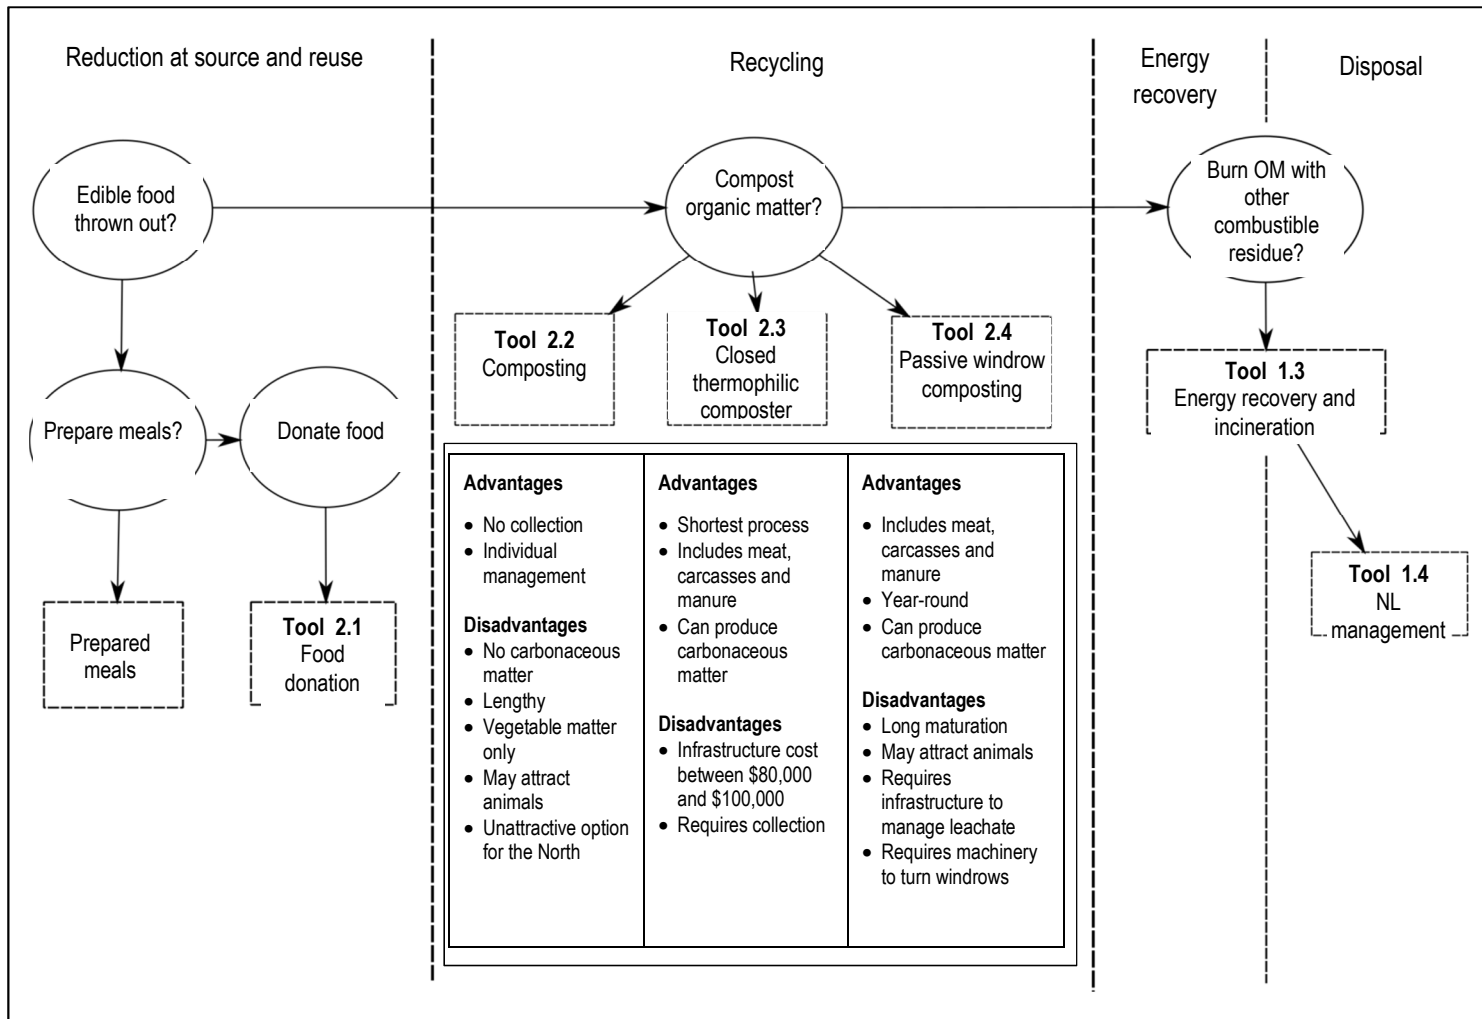 Reduction at source and reuse
Recycling
Energy
recovery
Disposal
Edible food
thrown out?
Compost
organic matter?
Burn OM with
other
combustible
residue?
Prepare meals?
Donate food
Prepared
meals
Tool 2.1
Food
donation
Tool 2.2
Composting
Tool 2.3
Closed
thermophilic
composter
Tool 2.4
Passive windrow
composting
Tool 1.3
Energy recovery and
incineration
Tool 1.4
NL
management
Advantages
• No collection
• Individual
management
Disadvantages
• No carbonaceous
matter
• Lengthy
• Vegetable matter
only
• May attract
animals
• Unattractive option
for the North
Advantages
• Shortest process
• Includes meat,
carcasses and
manure
• Can produce
carbonaceous
matter
Disadvantages
• Infrastructure cost
between $80,000
and $100,000
• Requires collection
Advantages
• Includes meat,
carcasses and
manure
• Year-round
• Can produce
carbonaceous matter
Disadvantages
• Long maturation
• May attract animals
• Requires
infrastructure to
manage leachate
• Requires machinery
to turn windrows